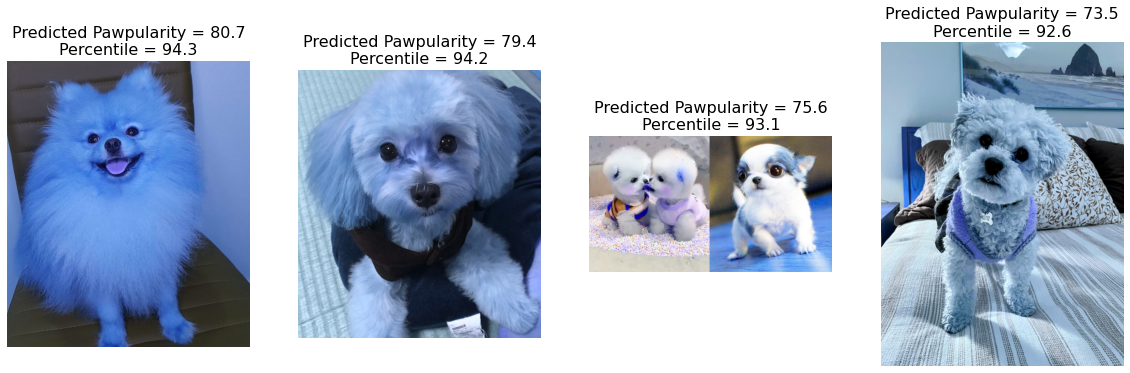 Predicted Pawpularity = 80.7
Percentile = 94.3
Predicted Pawpularity = 79.4
Percentile = 94.2
Predicted Pawpularity = 75.6
Percentile = 93.1
Predicted Pawpularity = 73.5
Percentile = 92.6